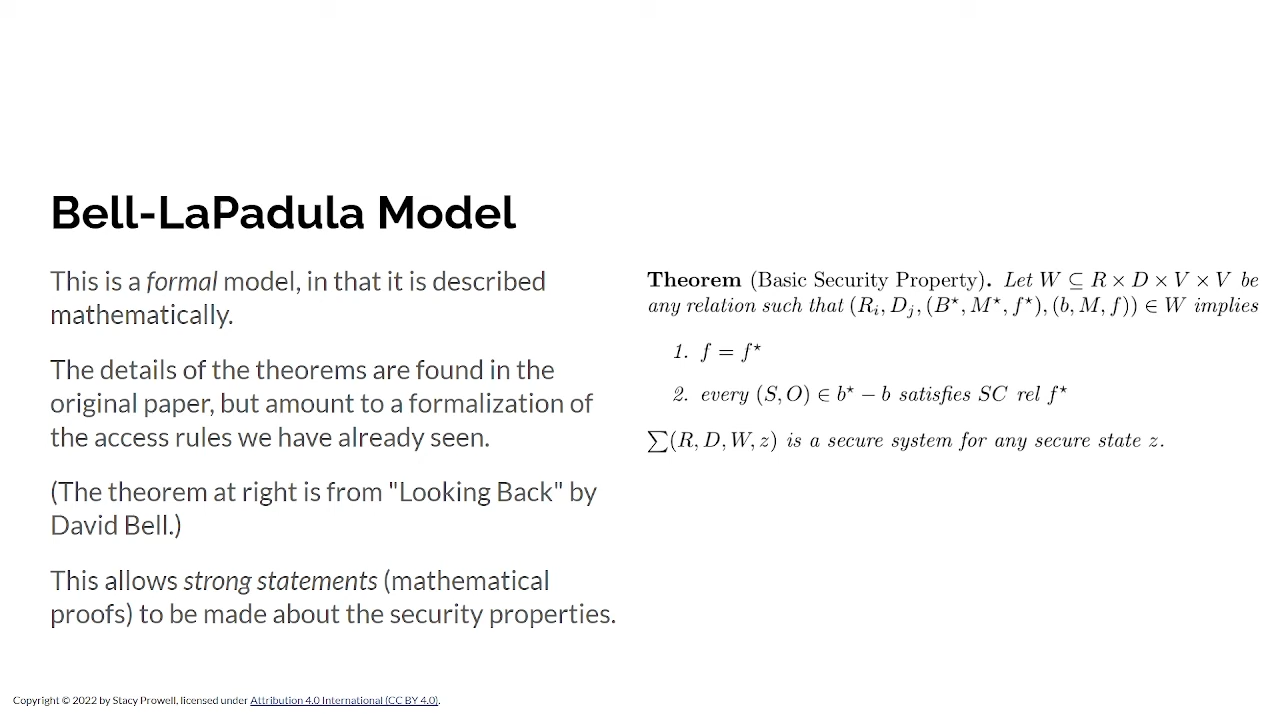 Bell-LaPadula Model
This is a formal model, in that it is described
mathematically.
The details of the theorems are found in the
original paper, but amount to a formalization of
the access rules we have already seen.
(The theorem at right is from "Looking Back" by
David Bell.)
This allows strong statements (mathematical
proofs) to be made about the security properties.
Theorem (Basic Security Property). Let W ⊆ R × D × V × V be
any relation such that (Rᵢ, Dⱼ, (B⋆, M⋆, f⋆), (b, M, f)) ∈ W implies
1. f = f⋆
2. every (S, O) ∈ b⋆ − b satisfies SC rel f⋆
∑(R, D, W, z) is a secure system for any secure state z.
Copyright © 2022 by Stacy Prowell, licensed under Attribution 4.0 International (CC BY 4.0).